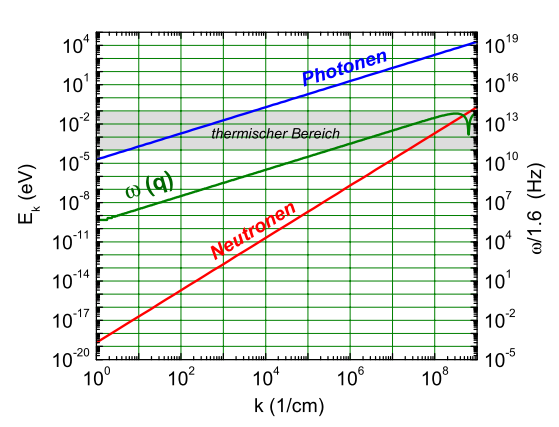 10^4
10^1
10^-2
10^-5
10^-8
10^-11
10^-14
10^-17
10^-20
E_k (eV)
Photonen
thermischer Bereich
ω (q)
Neutronen
10^19
10^16
10^13
10^10
10^7
10^4
10^1
10^-2
10^-5
ω/1.6 (Hz)
10^0 10^2 10^4 10^6 10^8
k (1/cm)